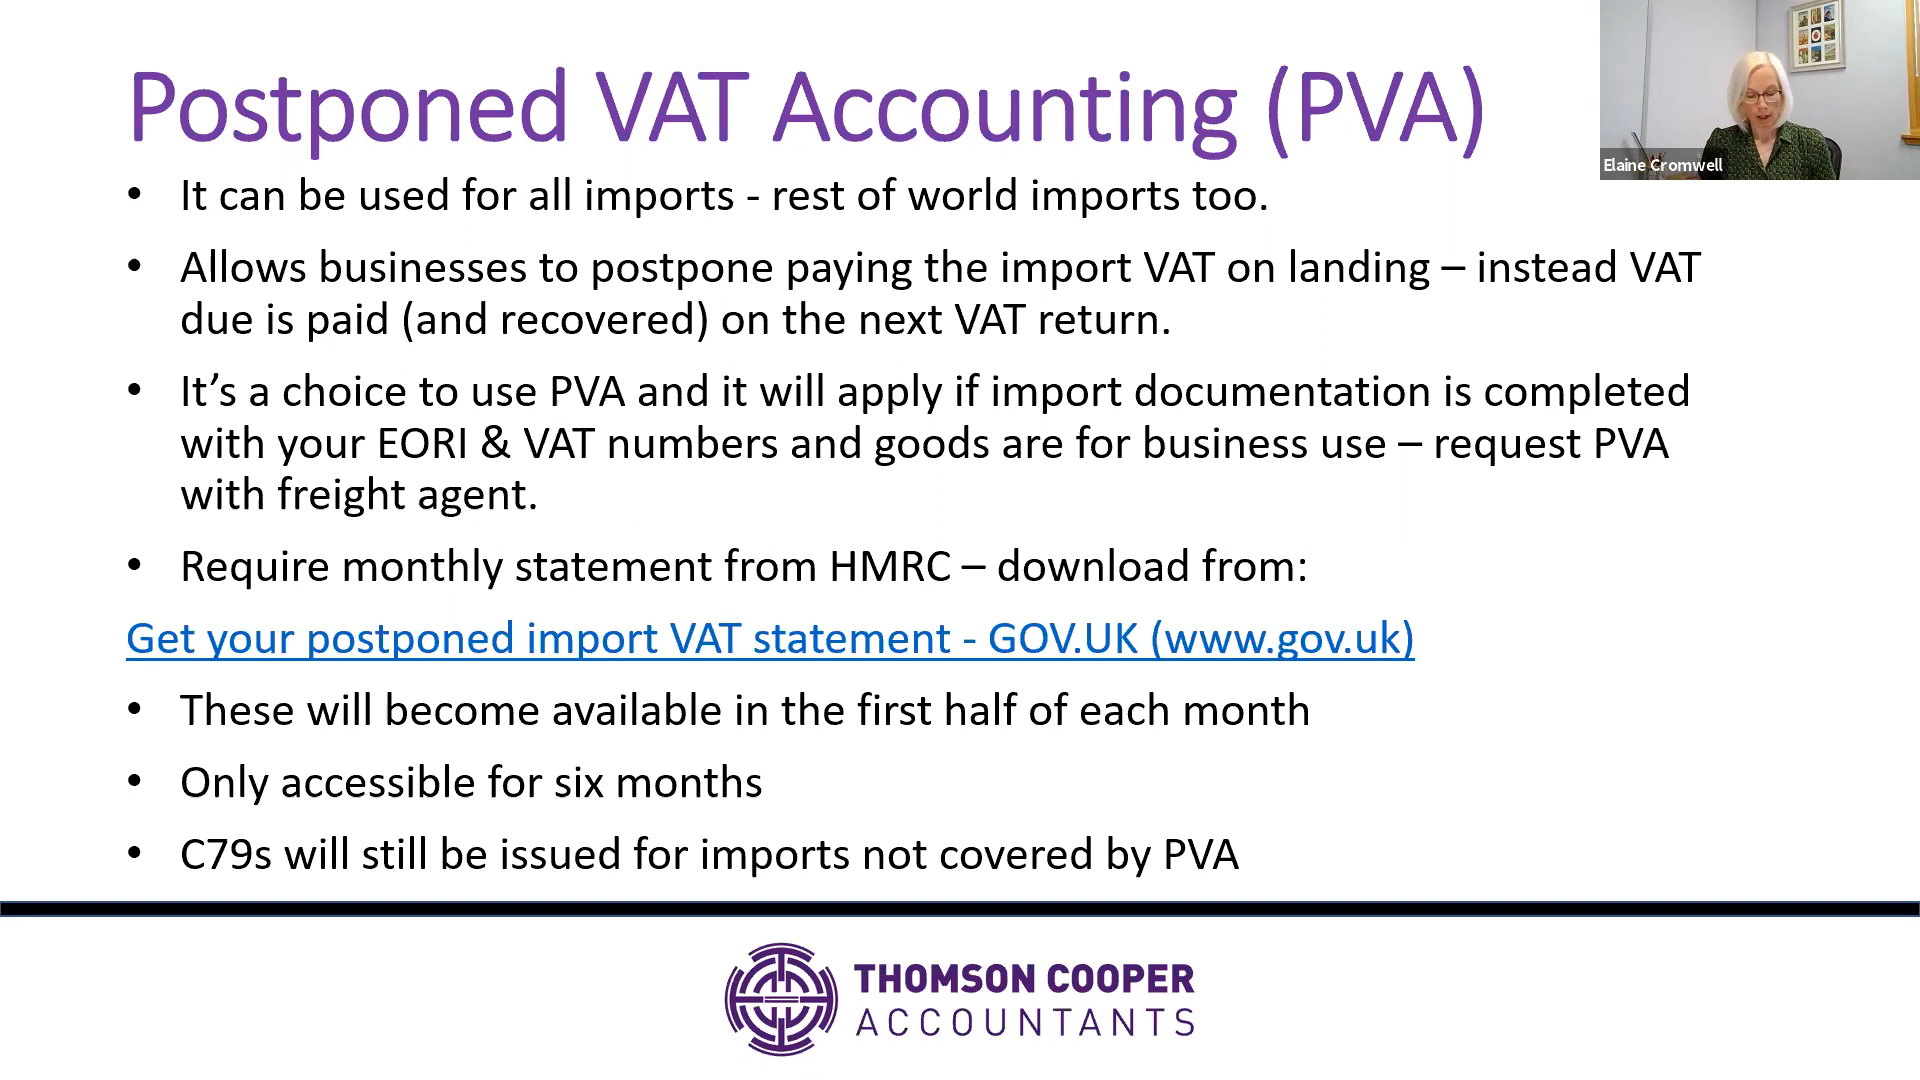 Postponed VAT Accounting (PVA)
Elaine Cromwell
• It can be used for all imports - rest of world imports too.
• Allows businesses to postpone paying the import VAT on landing – instead VAT
due is paid (and recovered) on the next VAT return.
• It’s a choice to use PVA and it will apply if import documentation is completed
with your EORI & VAT numbers and goods are for business use – request PVA
with freight agent.
• Require monthly statement from HMRC – download from:
Get your postponed import VAT statement - GOV.UK (www.gov.uk)
• These will become available in the first half of each month
• Only accessible for six months
• C79s will still be issued for imports not covered by PVA
THOMSON COOPER
ACCOUNTANTS